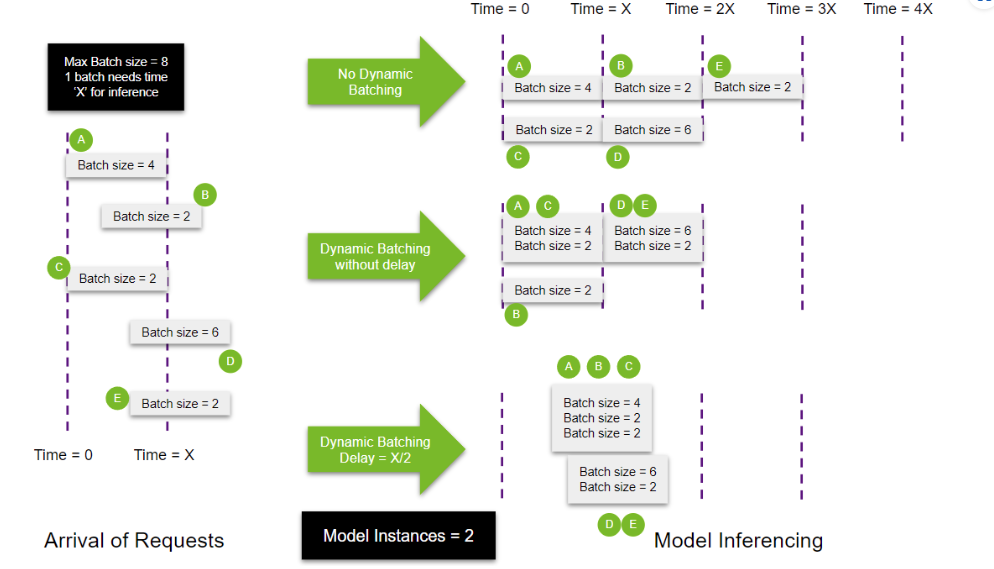 Time = 0 Time = X Time = 2X Time = 3X Time = 4X
Max Batch size = 8
1 batch needs time
'X' for inference
A
Batch size = 4
B
Batch size = 2
C
Batch size = 2
Batch size = 6
D
E
Batch size = 2
Time = 0 Time = X
Arrival of Requests
No Dynamic
Batching
A B E
Batch size = 4 Batch size = 2 Batch size = 2
Batch size = 2 Batch size = 6
C D
Dynamic Batching
without delay
A C D E
Batch size = 4 Batch size = 6
Batch size = 2 Batch size = 2
Batch size = 2
B
Dynamic Batching
Delay = X/2
A B C
Batch size = 4
Batch size = 2
Batch size = 2
Batch size = 6
Batch size = 2
D E
Model Instances = 2
Model Inferencing